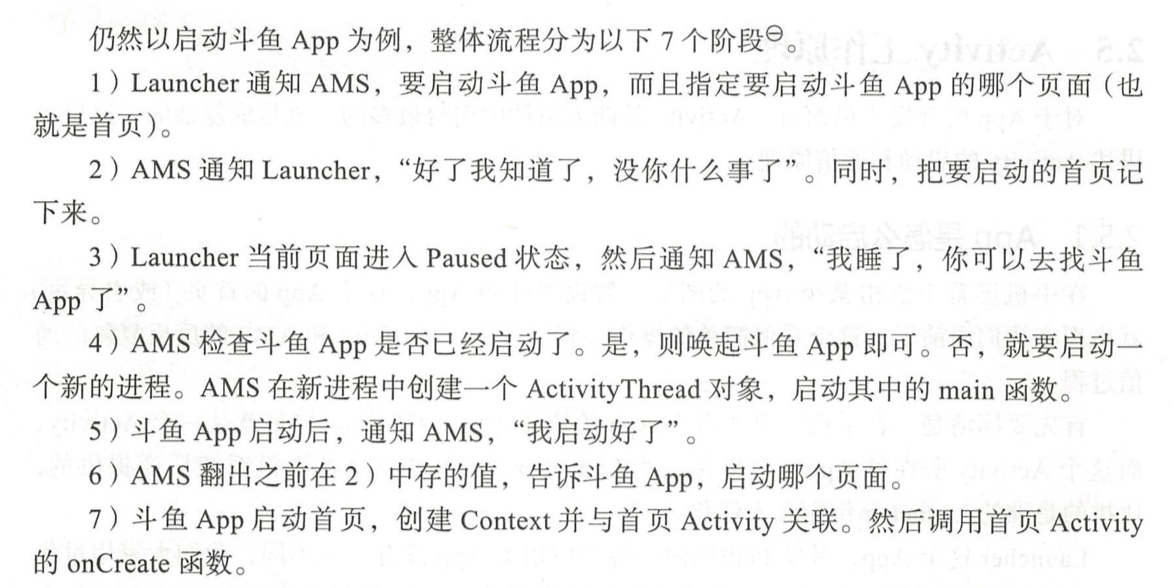 仍然以启动斗鱼 App 为例，整体流程分为以下 7 个阶段㊀。
1）Launcher 通知 AMS，要启动斗鱼 App，而且指定要启动斗鱼 App 的哪个页面（也
就是首页）。
2）AMS 通知 Launcher，“好了我知道了，没你什么事了”。同时，把要启动的首页记
下来。
3）Launcher 当前页面进入 Paused 状态，然后通知 AMS，“我睡了，你可以去找斗鱼
App 了”。
4）AMS 检查斗鱼 App 是否已经启动了。是，则唤起斗鱼 App 即可。否，就要启动一
个新的进程。AMS 在新进程中创建一个 ActivityThread 对象，启动其中的 main 函数。
5）斗鱼 App 启动后，通知 AMS，“我启动好了”。
6）AMS 翻出之前在 2）中存的值，告诉斗鱼 App，启动哪个页面。
7）斗鱼 App 启动首页，创建 Context 并与首页 Activity 关联。然后调用首页 Activity
的 onCreate 函数。